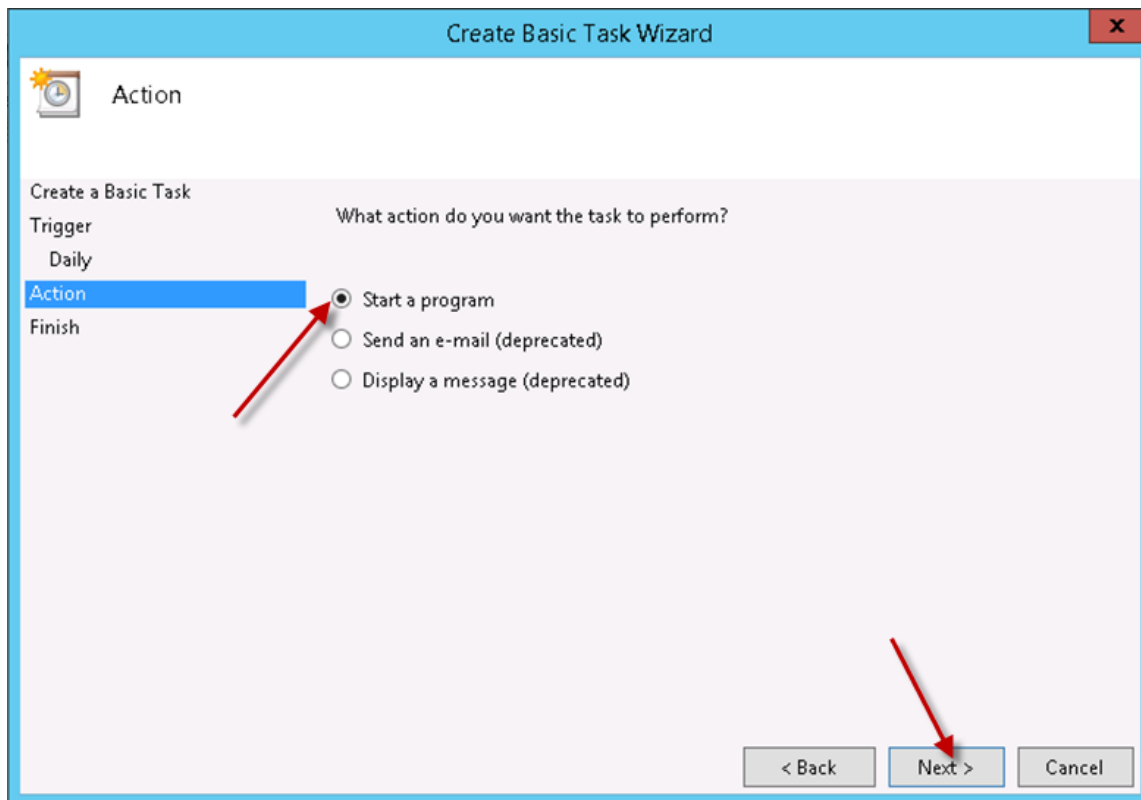 Create Basic Task Wizard
x
Action
Create a Basic Task
Trigger
Daily
Action
Finish
What action do you want the task to perform?
Start a program
Send an e-mail (deprecated)
Display a message (deprecated)
< Back
Next >
Cancel